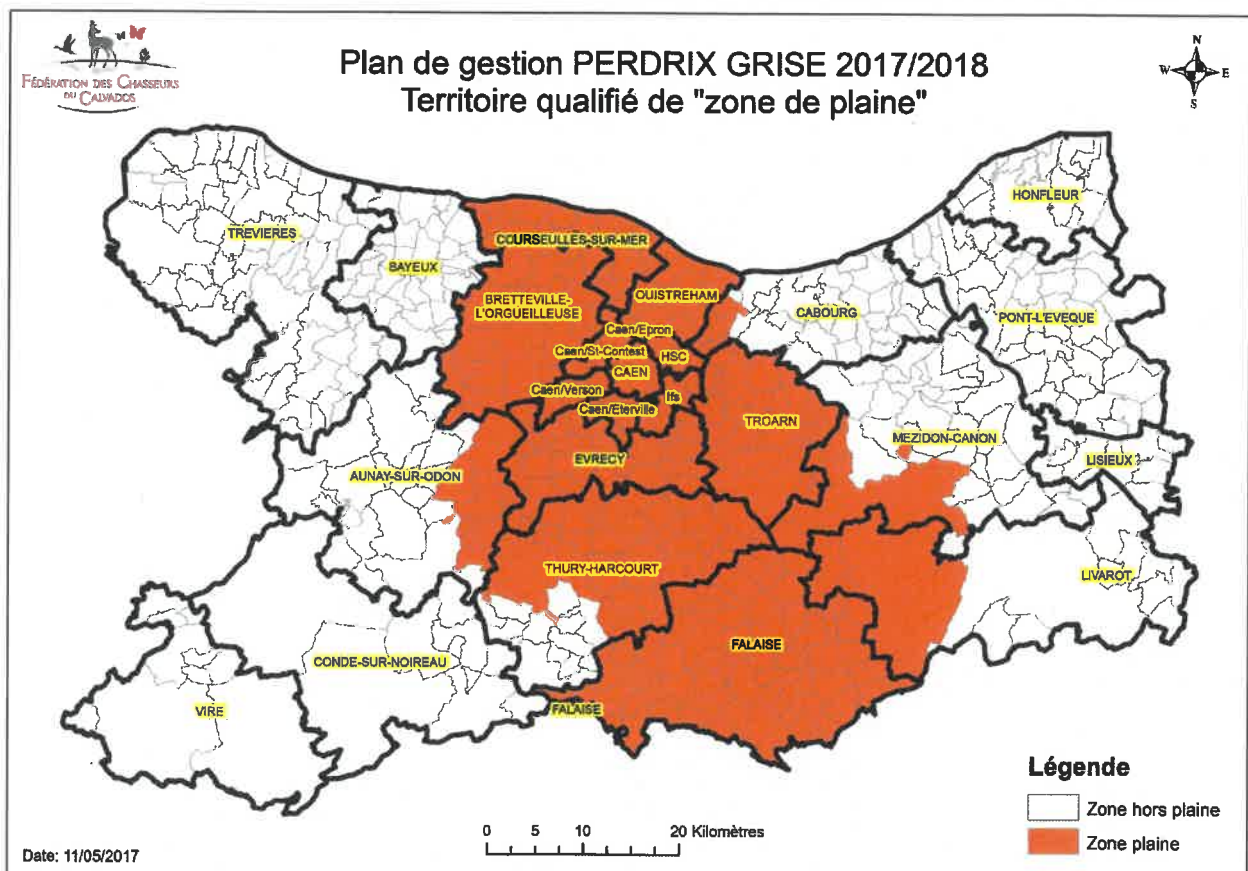 FÉDÉRATION DES CHASSEURS
DU CALVADOS
Plan de gestion PERDRIX GRISE 2017/2018
Territoire qualifié de "zone de plaine"
N
W E
S
HONFLEUR
TREVIERES
COURSEULLES-SUR-MER
BAYEUX
OUISTREHAM
BRETTEVILLE-
L'ORGUEILLEUSE
CABOURG
PONT-L'EVEQUE
Caen/Epron
Caen/St-Contest
HSC
CAEN
Caen/Verson
Ifs
Caen/Eterville
TROARN
MEZIDON-CANON
EVRECY
LISIEUX
AUNAY-SUR-ODON
THURY-HARCOURT
LIVAROT
FALAISE
CONDE-SUR-NOIREAU
VIRE
FALAISE
Légende
Zone hors plaine
Zone plaine
0 5 10 20 Kilomètres
Date: 11/05/2017